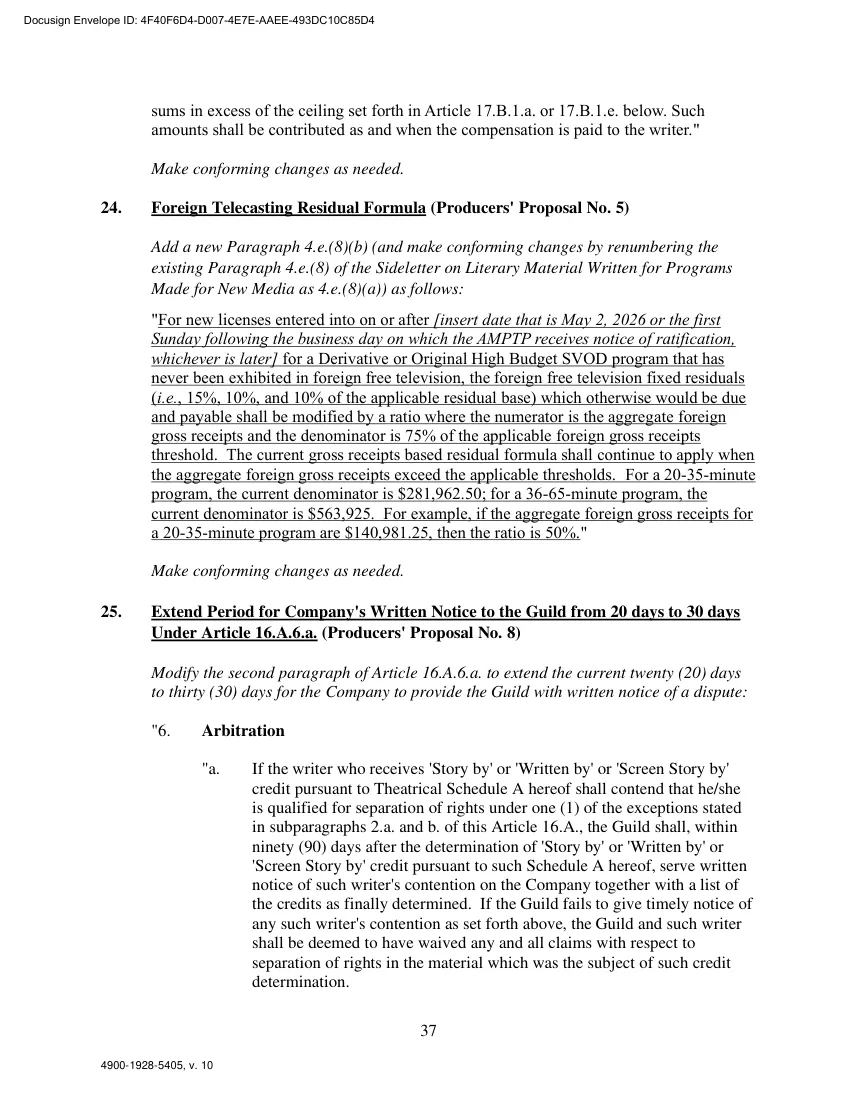 Docusign Envelope ID: 4F40F6D4-D007-4E7E-AAEE-493DC10C85D4
sums in excess of the ceiling set forth in Article 17.B.1.a. or 17.B.1.e. below. Such
amounts shall be contributed as and when the compensation is paid to the writer."
Make conforming changes as needed.
24. Foreign Telecasting Residual Formula (Producers' Proposal No. 5)
Add a new Paragraph 4.e.(8)(b) (and make conforming changes by renumbering the
existing Paragraph 4.e.(8) of the Sideletter on Literary Material Written for Programs
Made for New Media as 4.e.(8)(a)) as follows:
"For new licenses entered into on or after [insert date that is May 2, 2026 or the first
Sunday following the business day on which the AMPTP receives notice of ratification,
whichever is later] for a Derivative or Original High Budget SVOD program that has
never been exhibited in foreign free television, the foreign free television fixed residuals
(i.e., 15%, 10%, and 10% of the applicable residual base) which otherwise would be due
and payable shall be modified by a ratio where the numerator is the aggregate foreign
gross receipts and the denominator is 75% of the applicable foreign gross receipts
threshold.  The current gross receipts based residual formula shall continue to apply when
the aggregate foreign gross receipts exceed the applicable thresholds.  For a 20-35-minute
program, the current denominator is $281,962.50; for a 36-65-minute program, the
current denominator is $563,925.  For example, if the aggregate foreign gross receipts for
a 20-35-minute program are $140,981.25, then the ratio is 50%."
Make conforming changes as needed.
25. Extend Period for Company's Written Notice to the Guild from 20 days to 30 days
Under Article 16.A.6.a. (Producers' Proposal No. 8)
Modify the second paragraph of Article 16.A.6.a. to extend the current twenty (20) days
to thirty (30) days for the Company to provide the Guild with written notice of a dispute:
"6. Arbitration
"a. If the writer who receives 'Story by' or 'Written by' or 'Screen Story by'
credit pursuant to Theatrical Schedule A hereof shall contend that he/she
is qualified for separation of rights under one (1) of the exceptions stated
in subparagraphs 2.a. and b. of this Article 16.A., the Guild shall, within
ninety (90) days after the determination of 'Story by' or 'Written by' or
'Screen Story by' credit pursuant to such Schedule A hereof, serve written
notice of such writer's contention on the Company together with a list of
the credits as finally determined.  If the Guild fails to give timely notice of
any such writer's contention as set forth above, the Guild and such writer
shall be deemed to have waived any and all claims with respect to
separation of rights in the material which was the subject of such credit
determination.
37
4900-1928-5405, v. 10